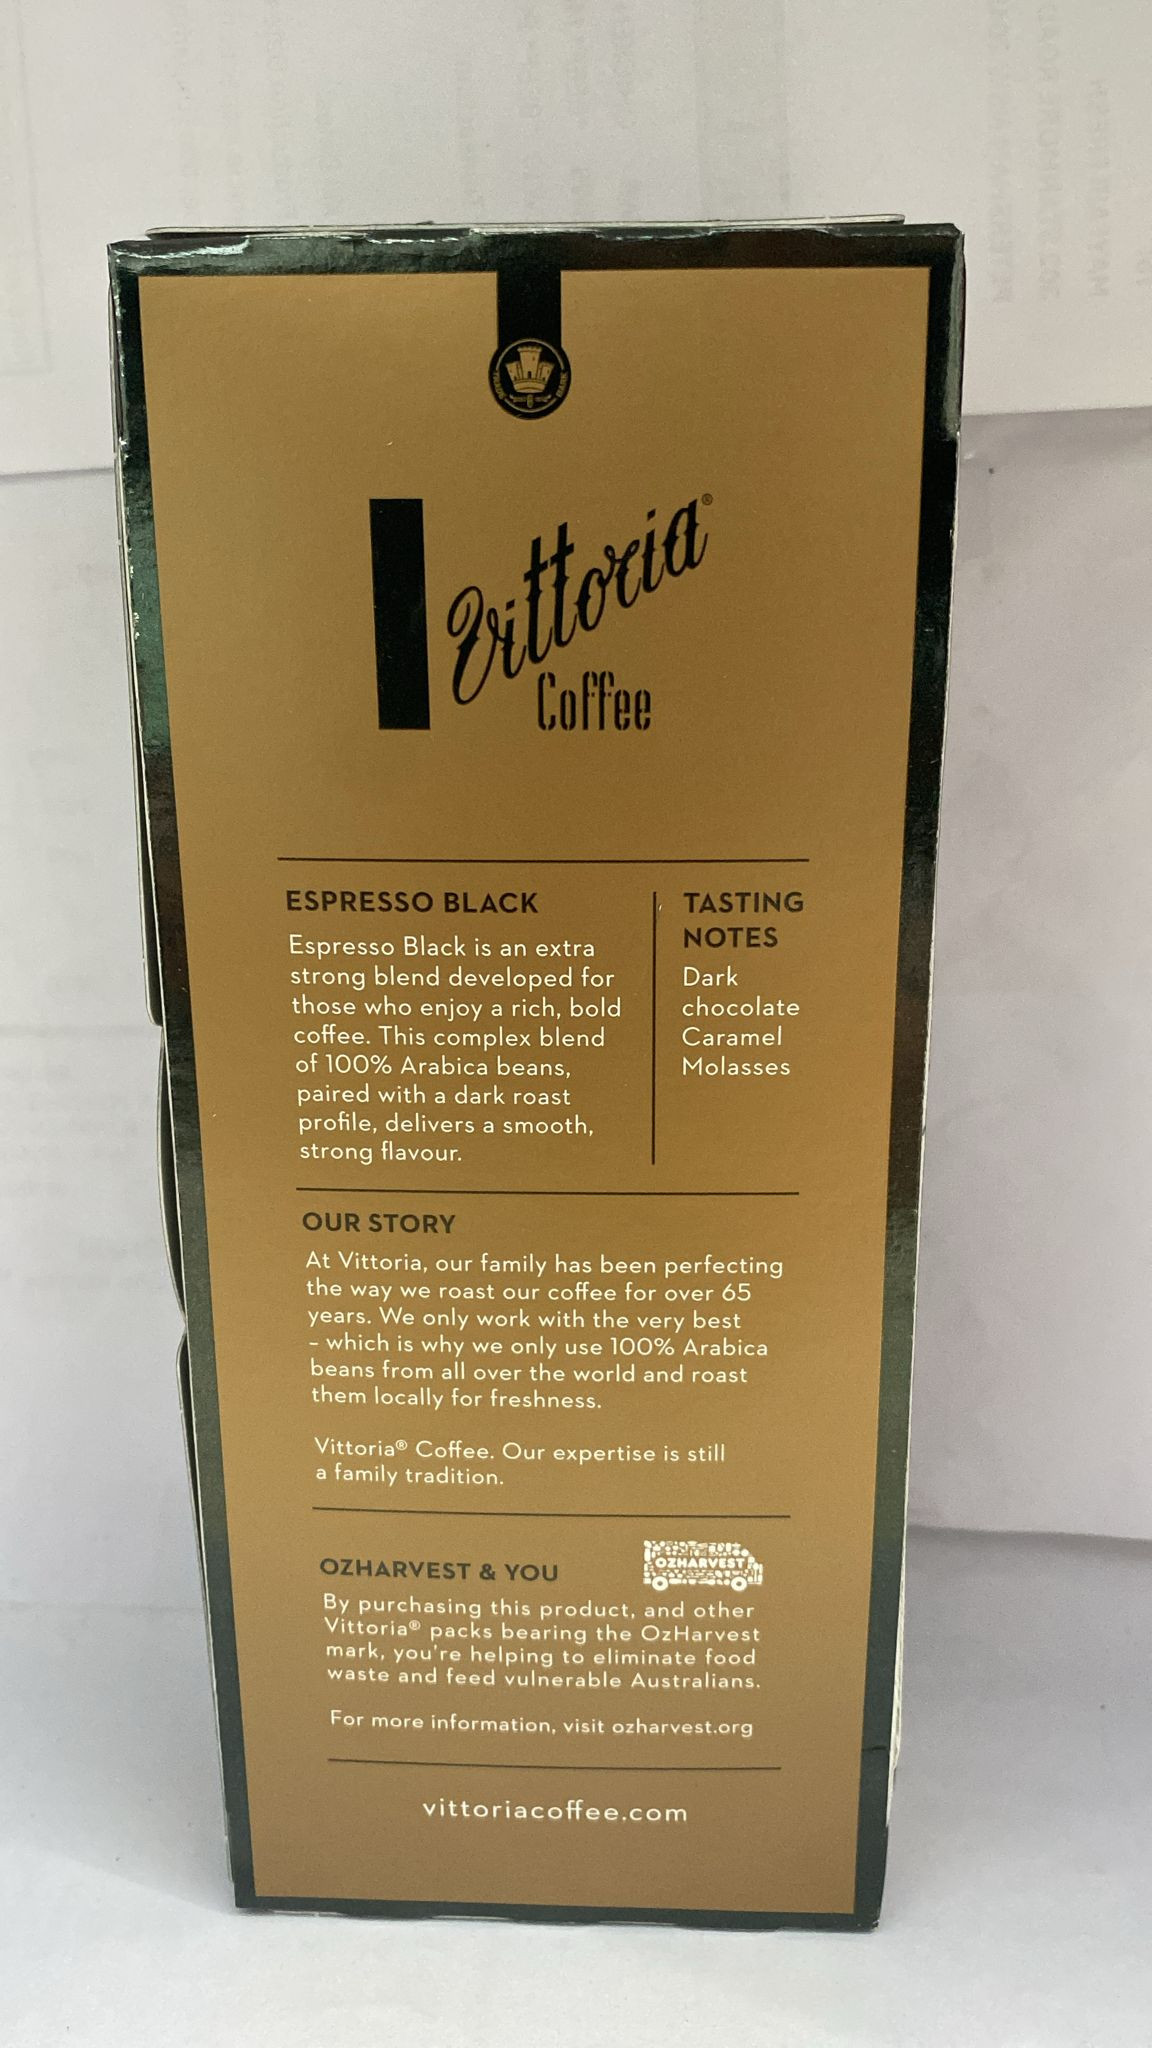 TRADE MARK
Vittoria®
Coffee
ESPRESSO BLACK
Espresso Black is an extra
strong blend developed for
those who enjoy a rich, bold
coffee. This complex blend
of 100% Arabica beans,
paired with a dark roast
profile, delivers a smooth,
strong flavour.
TASTING
NOTES
Dark
chocolate
Caramel
Molasses
OUR STORY
At Vittoria, our family has been perfecting
the way we roast our coffee for over 65
years. We only work with the very best
– which is why we only use 100% Arabica
beans from all over the world and roast
them locally for freshness.
Vittoria® Coffee. Our expertise is still
a family tradition.
OZHARVEST & YOU
OZHARVEST
By purchasing this product, and other
Vittoria® packs bearing the OzHarvest
mark, you're helping to eliminate food
waste and feed vulnerable Australians.
For more information, visit ozharvest.org
vittoriacoffee.com